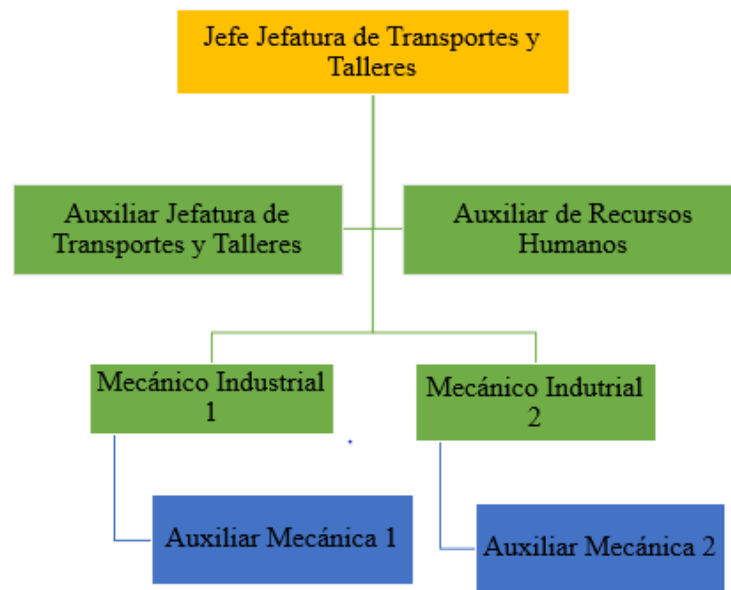 Jefe Jefatura de Transportes y
Talleres
Auxiliar Jefatura de
Transportes y Talleres
Auxiliar de Recursos
Humanos
Mecánico Industrial
1
Mecánico Indutrial
2
Auxiliar Mecánica 1
Auxiliar Mecánica 2